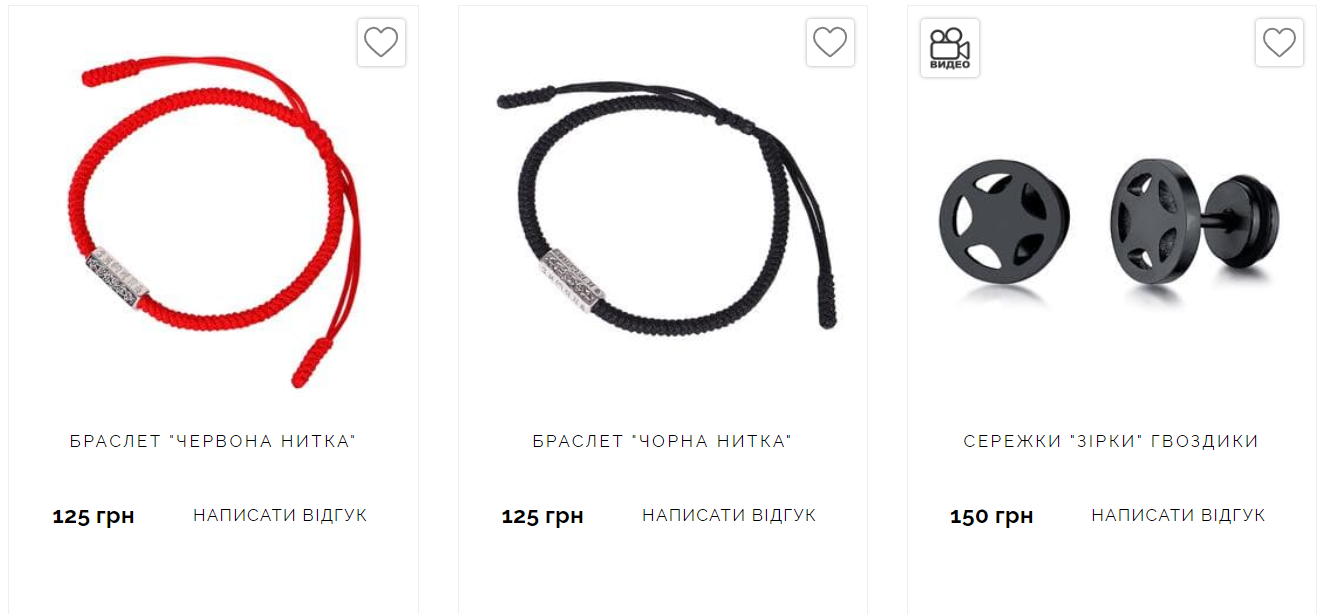 ВИДЕО
БРАСЛЕТ "ЧЕРВОНА НИТКА"
125 грн НАПИСАТИ ВІДГУК
БРАСЛЕТ "ЧОРНА НИТКА"
125 грн НАПИСАТИ ВІДГУК
СЕРЕЖКИ "ЗІРКИ" ГВОЗДИКИ
150 грн НАПИСАТИ ВІДГУК